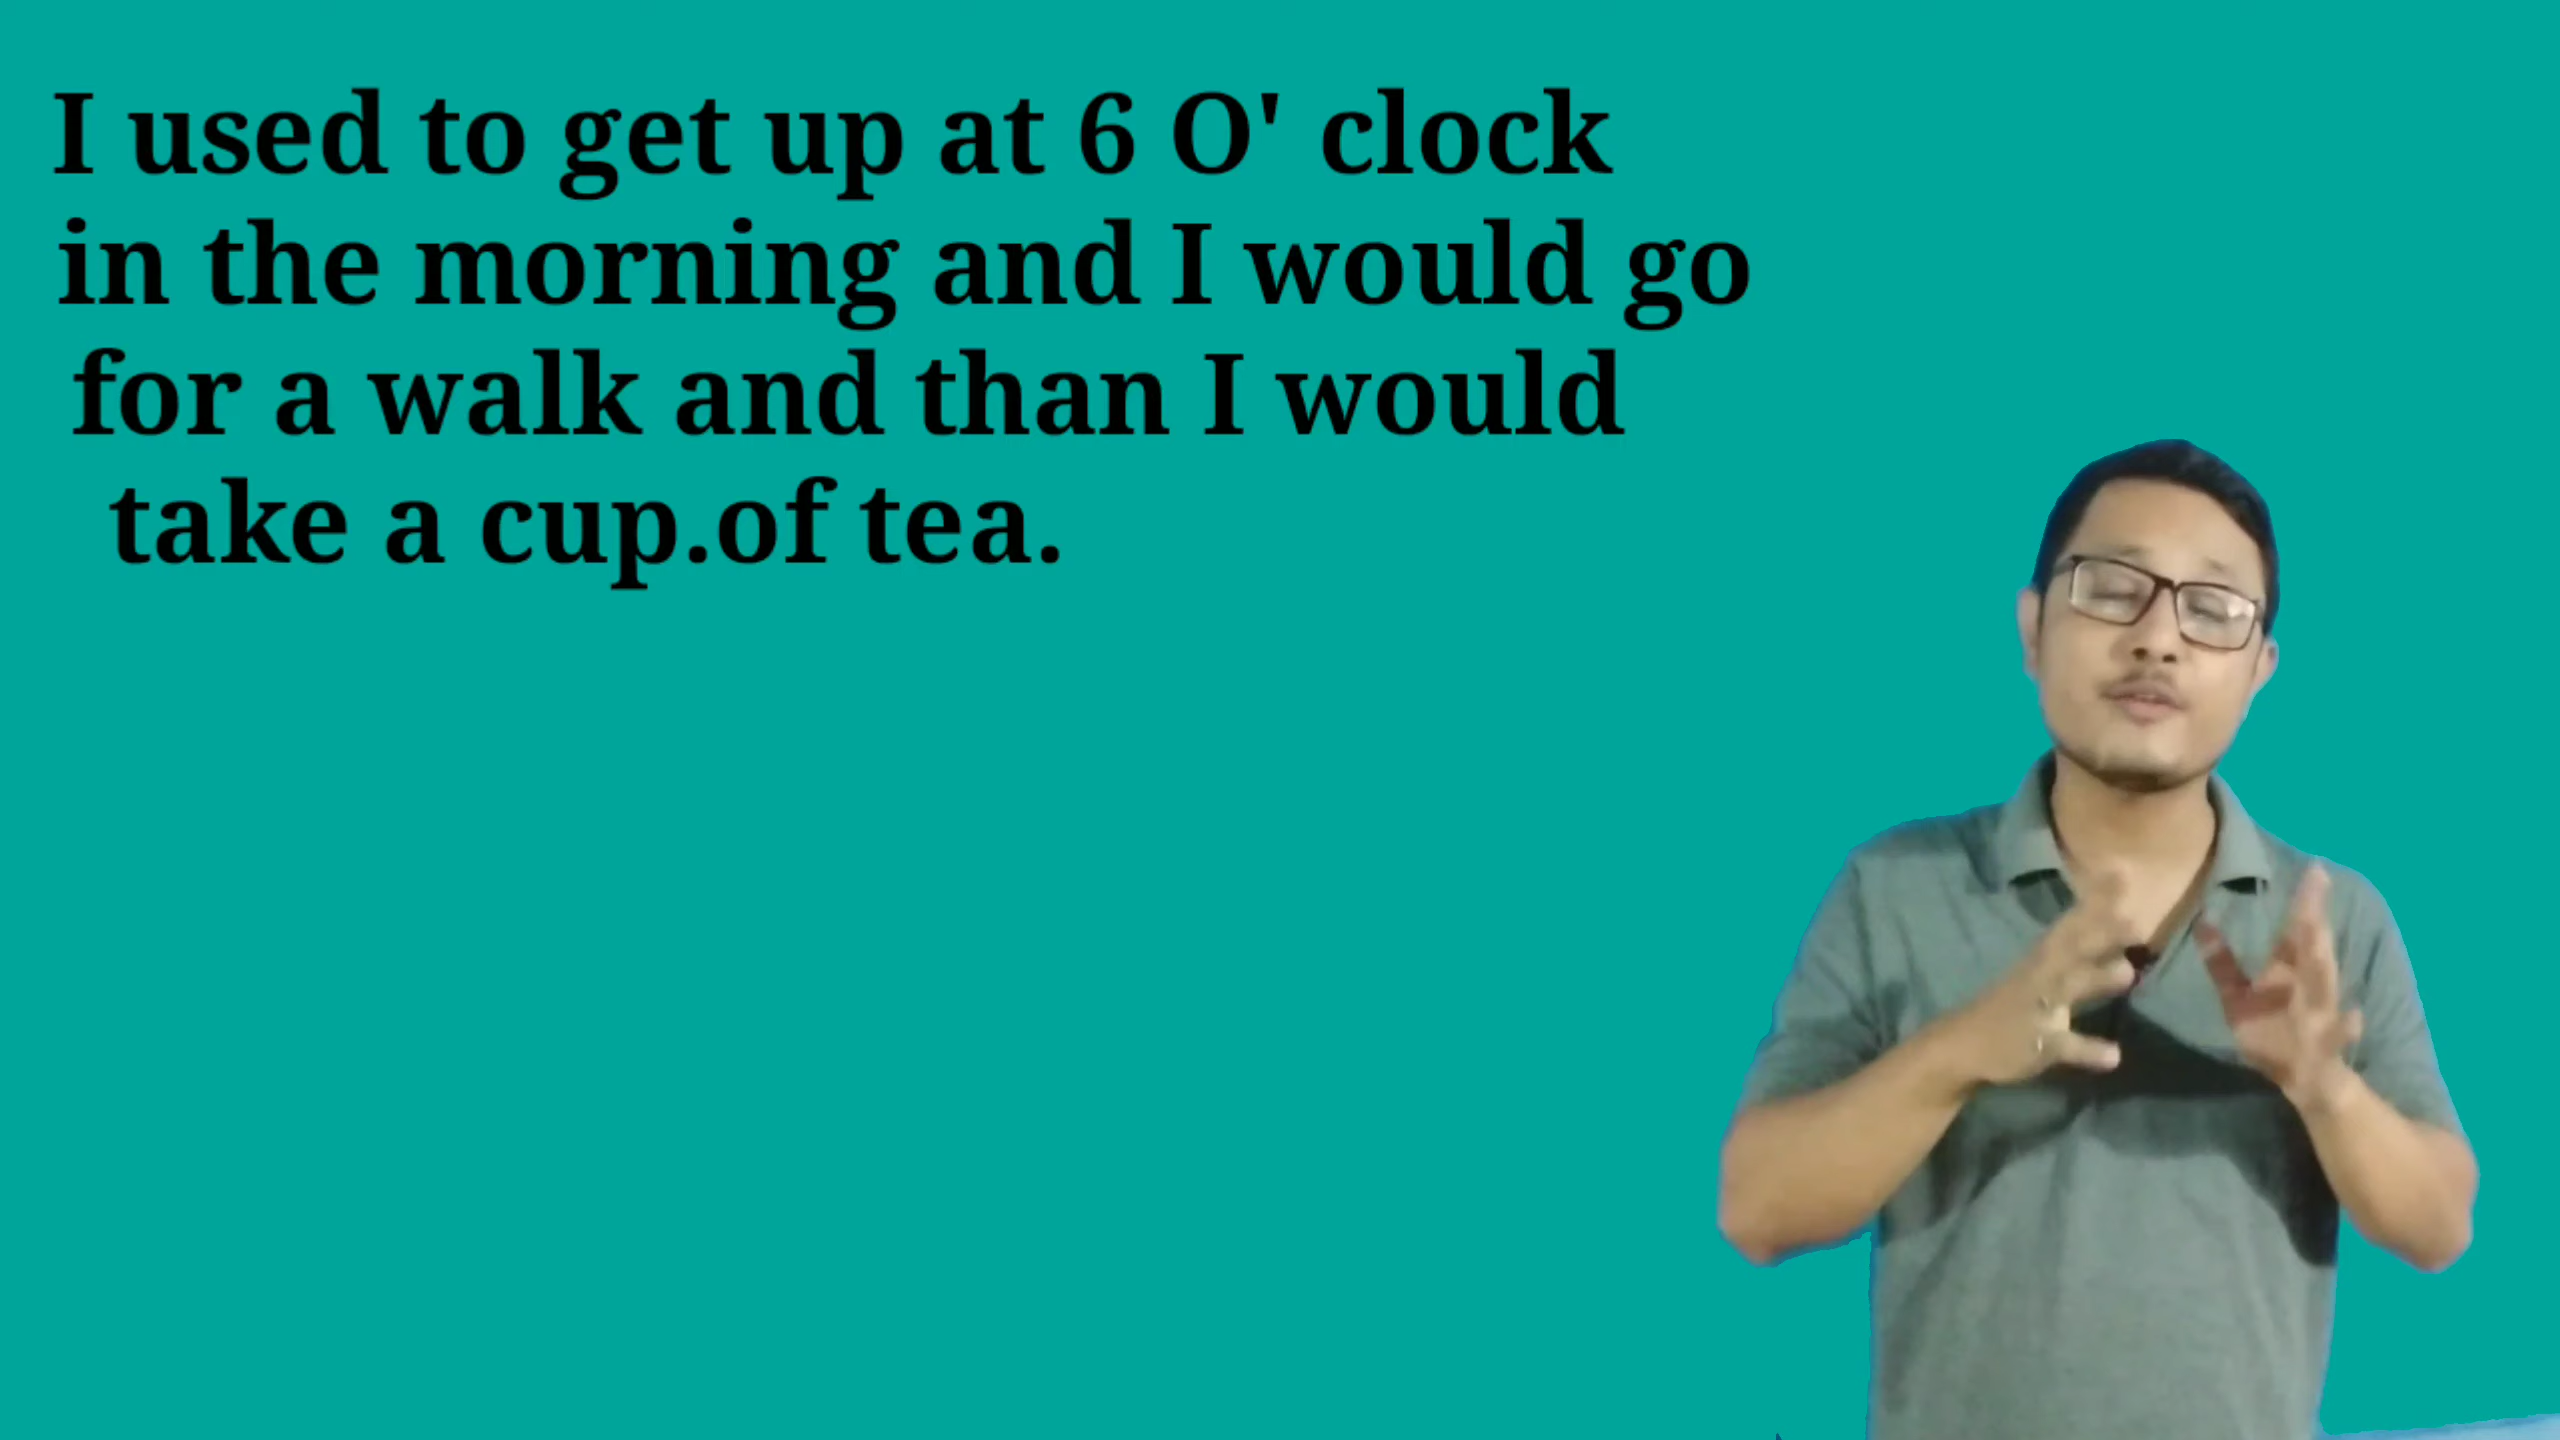 I used to get up at 6 O' clock
in the morning and I would go
for a walk and than I would
take a cup.of tea.